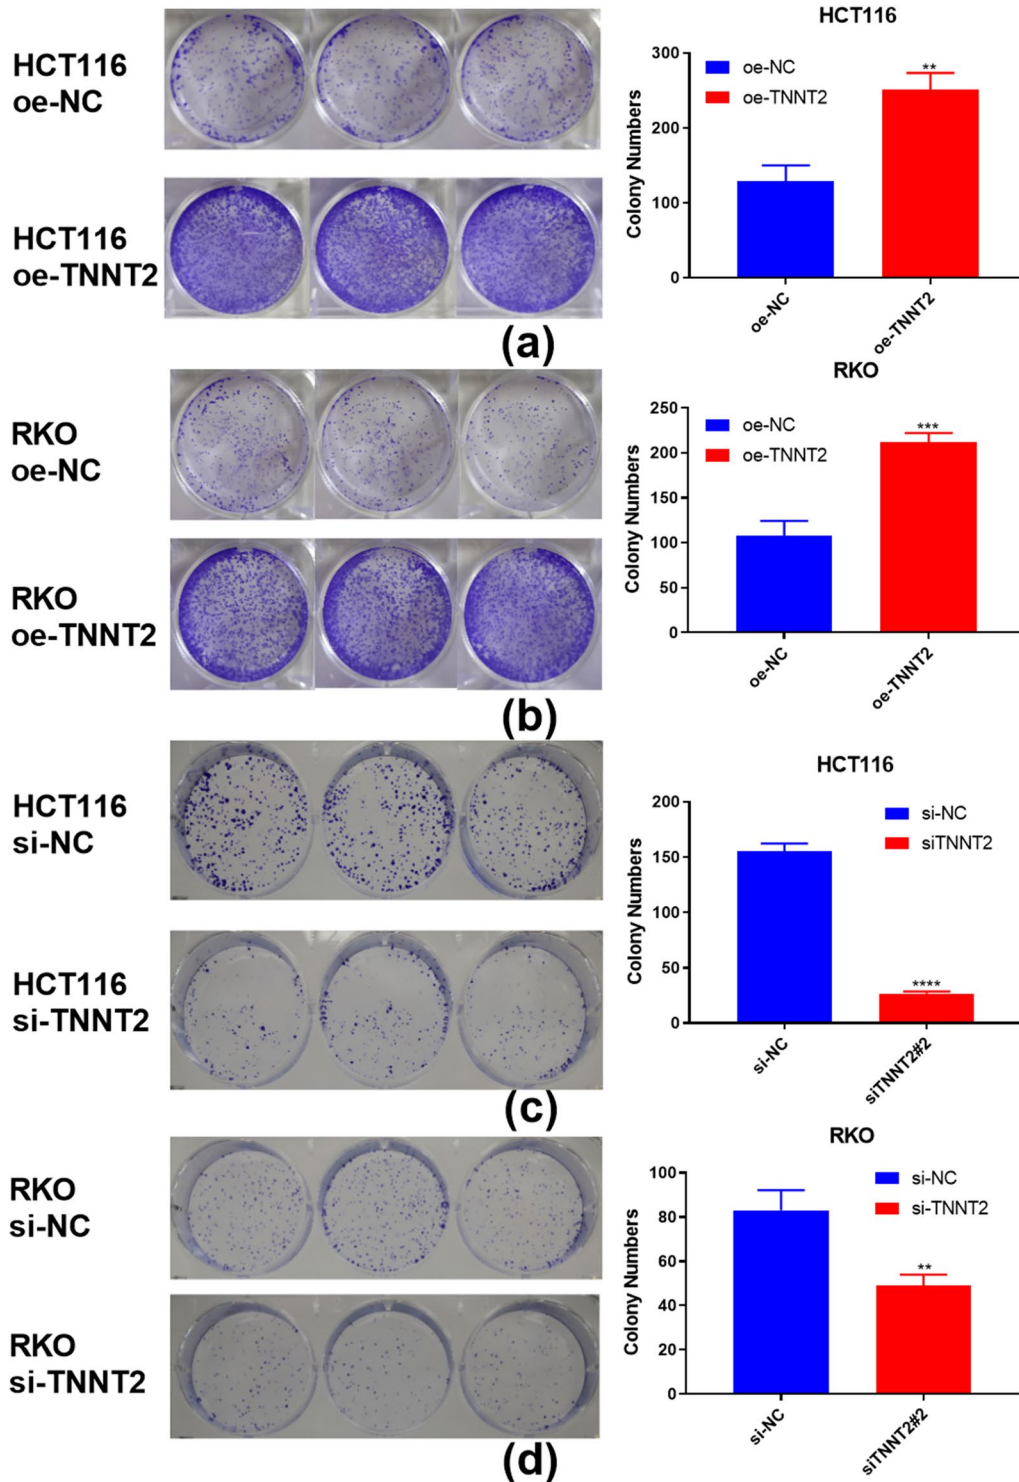 HCT116
oe-NC
HCT116
oe-TNNT2
(a)
HCT116
oe-NC
oe-TNNT2
**
Colony Numbers
300
200
100
0
oe-NC
oe-TNNT2
RKO
oe-NC
RKO
oe-TNNT2
(b)
RKO
oe-NC
oe-TNNT2
***
Colony Numbers
250
200
150
100
50
0
oe-NC
oe-TNNT2
HCT116
si-NC
HCT116
si-TNNT2
(c)
HCT116
si-NC
siTNNT2
****
Colony Numbers
200
150
100
50
0
si-NC
siTNNT2#2
RKO
si-NC
RKO
si-TNNT2
(d)
RKO
si-NC
si-TNNT2
**
Colony Numbers
80
60
40
20
0
si-NC
siTNNT2#2